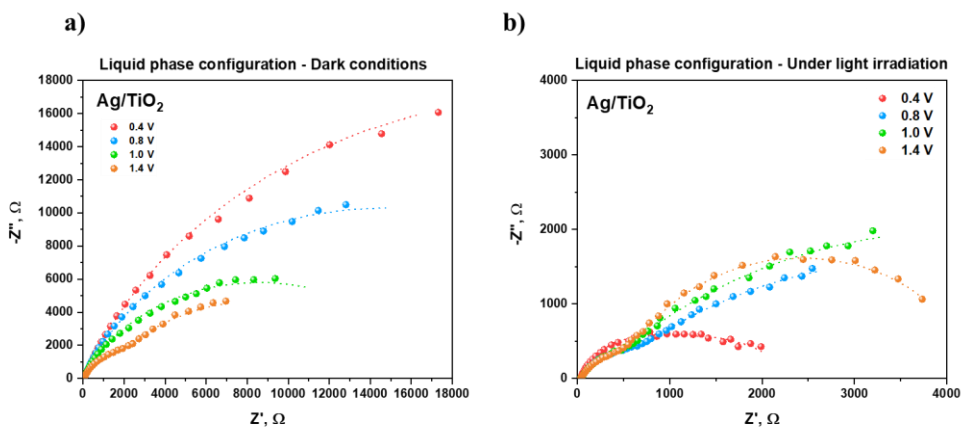 a)
b)
Liquid phase configuration - Dark conditions
18000
16000
14000
12000
10000
8000
6000
4000
2000
0
-Z", Ω
Ag/TiO₂
0.4 V
0.8 V
1.0 V
1.4 V
0 2000 4000 6000 8000 10000 12000 14000 16000 18000
Z', Ω
Liquid phase configuration - Under light irradiation
4000
3000
2000
1000
0
-Z", Ω
Ag/TiO₂
0.4 V
0.8 V
1.0 V
1.4 V
0 1000 2000 3000 4000
Z', Ω